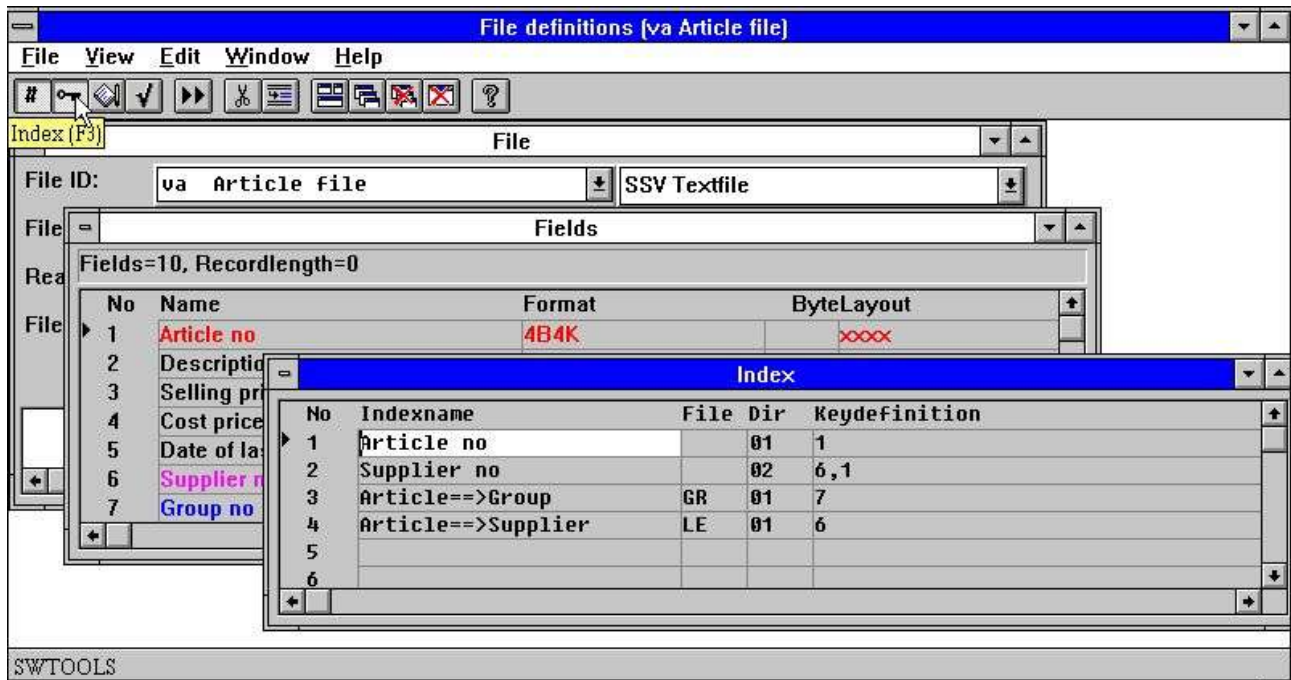 File definitions (va Article file)
File View Edit Window Help
#
Index (F3)
File
File ID: va Article file SSV Textfile
File
Fields
Fields=10, Recordlength=0
Rea
No Name Format ByteLayout
File
1 Article no 4B4K xxxx
2 Descriptio
3 Selling pri
4 Cost price
5 Date of la
6 Supplier n
7 Group no
Index
No Indexname File Dir Keydefinition
1 Article no 01 1
2 Supplier no 02 6,1
3 Article==>Group GR 01 7
4 Article==>Supplier LE 01 6
5
6
SWTOOLS